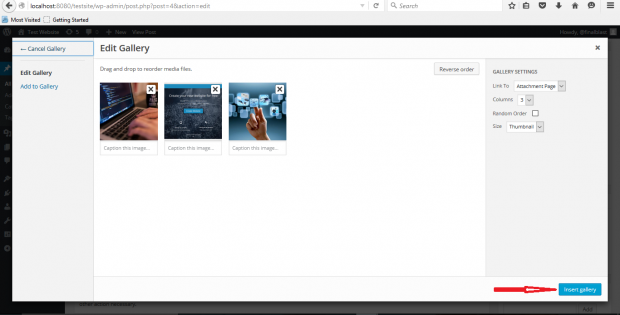 localhost:8080/testsite/wp-admin/post.php?post=4&action=edit
Search
Most Visited
Getting Started
Test Website
New
View Post
← Cancel Gallery
Edit Gallery
Add to Gallery
Edit Gallery
Drag and drop to reorder media files.
Reverse order
Caption this image...
Caption this image...
Caption this image...
GALLERY SETTINGS
Link To
Attachment Page
Columns
3
Random Order
Size
Thumbnail
Insert gallery